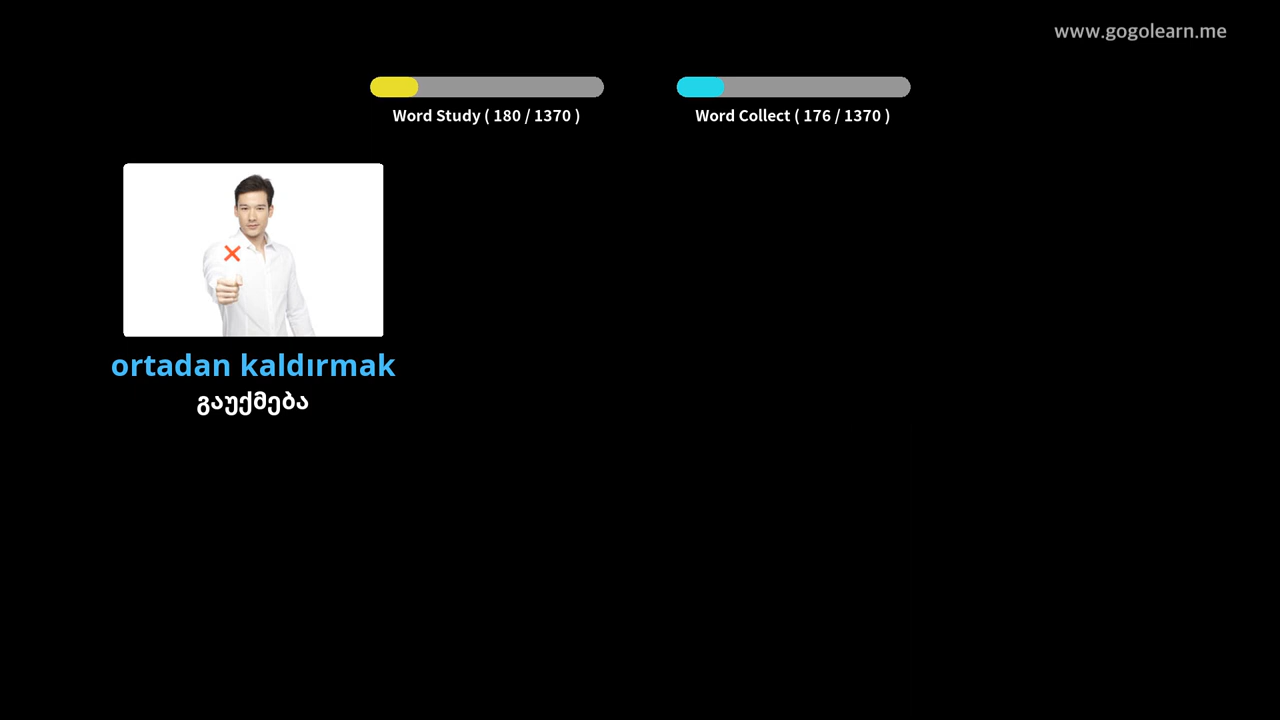 www.gogolearn.me
Word Study ( 180 / 1370 )
Word Collect ( 176 / 1370 )
ortadan kaldırmak
გაუქმება